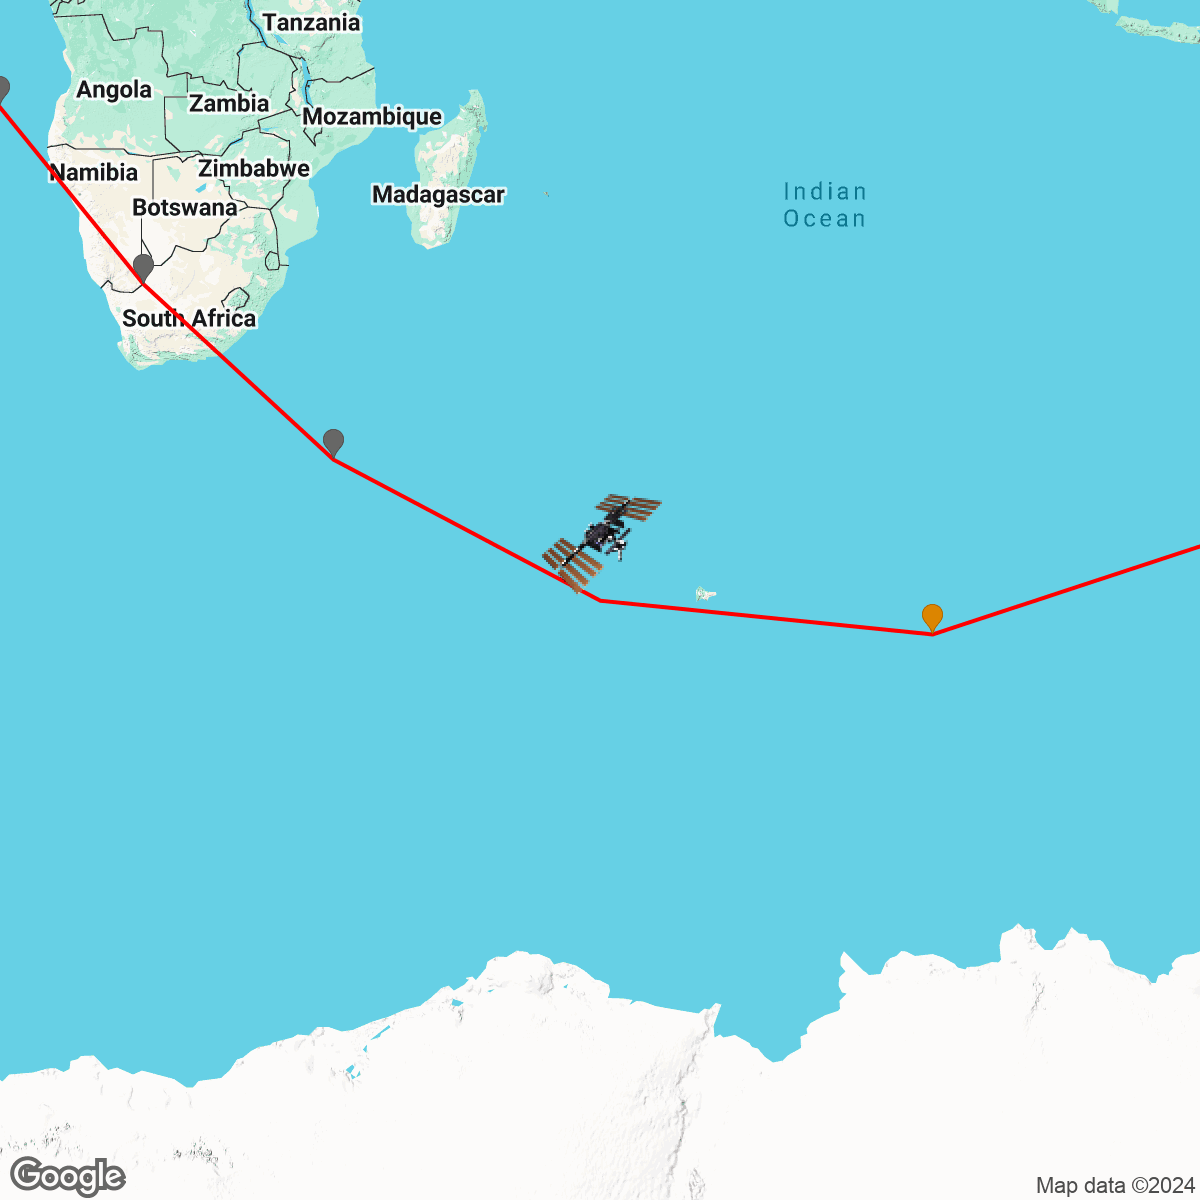 Tanzania
Angola
Zambia
Mozambique
Namibia
Zimbabwe
Botswana
Madagascar
Indian
Ocean
South Africa
Google
Map data ©2024